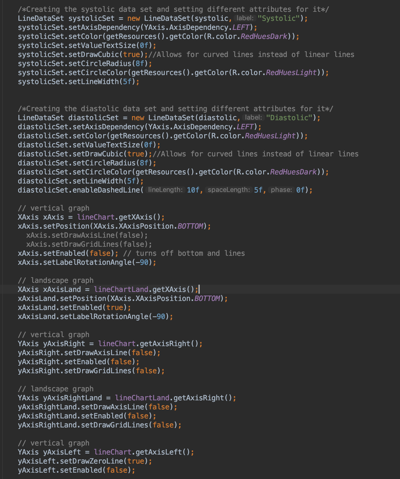 /*Creating the systolic data set and setting different attributes for it*/
LineDataSet systolicSet = new LineDataSet(systolic, label: "Systolic");
systolicSet.setAxisDependency(YAxis.AxisDependency.LEFT);
systolicSet.setColor(getResources().getColor(R.color.RedHuesDark));
systolicSet.setValueTextSize(0f);
systolicSet.setDrawCubic(true);//Allows for curved lines instead of linear lines
systolicSet.setCircleRadius(8f);
systolicSet.setCircleColor(getResources().getColor(R.color.RedHuesLight));
systolicSet.setLineWidth(5f);
/*Creating the diastolic data set and setting different attributes for it*/
LineDataSet diastolicSet = new LineDataSet(diastolic, label: "Diastolic");
diastolicSet.setAxisDependency(YAxis.AxisDependency.LEFT);
diastolicSet.setColor(getResources().getColor(R.color.RedHuesLight));
diastolicSet.setValueTextSize(0f);
diastolicSet.setDrawCubic(true);//Allows for curved lines instead of linear lines
diastolicSet.setCircleRadius(8f);
diastolicSet.setCircleColor(getResources().getColor(R.color.RedHuesDark));
diastolicSet.setLineWidth(5f);
diastolicSet.enableDashedLine( lineLength: 10f, spaceLength: 5f, phase: 0f);
// vertical graph
XAxis xAxis = lineChart.getXAxis();
xAxis.setPosition(XAxis.XAxisPosition.BOTTOM);
xAxis.setDrawAxisLine(false);
xAxis.setDrawGridLines(false);
xAxis.setEnabled(false); // turns off bottom and lines
xAxis.setLabelRotationAngle(-90);
// landscape graph
XAxis xAxisLand = lineChartLand.getXAxis();
xAxisLand.setPosition(XAxis.XAxisPosition.BOTTOM);
xAxisLand.setEnabled(true);
xAxisLand.setLabelRotationAngle(-90);
// vertical graph
YAxis yAxisRight = lineChart.getAxisRight();
yAxisRight.setDrawAxisLine(false);
yAxisRight.setEnabled(false);
yAxisRight.setDrawGridLines(false);
// landscape graph
YAxis yAxisRightLand = lineChartLand.getAxisRight();
yAxisRightLand.setDrawAxisLine(false);
yAxisRightLand.setEnabled(false);
yAxisRightLand.setDrawGridLines(false);
// vertical graph
YAxis yAxisLeft = lineChart.getAxisLeft();
yAxisLeft.setDrawZeroLine(true);
yAxisLeft.setEnabled(false);